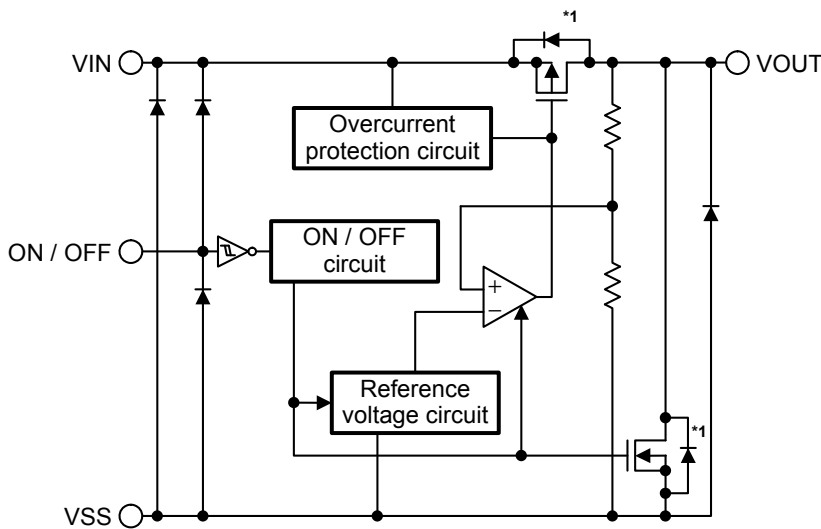 *1
VIN
VOUT
Overcurrent
protection circuit
ON / OFF
ON / OFF
circuit
+
−
Reference
voltage circuit
*1
VSS